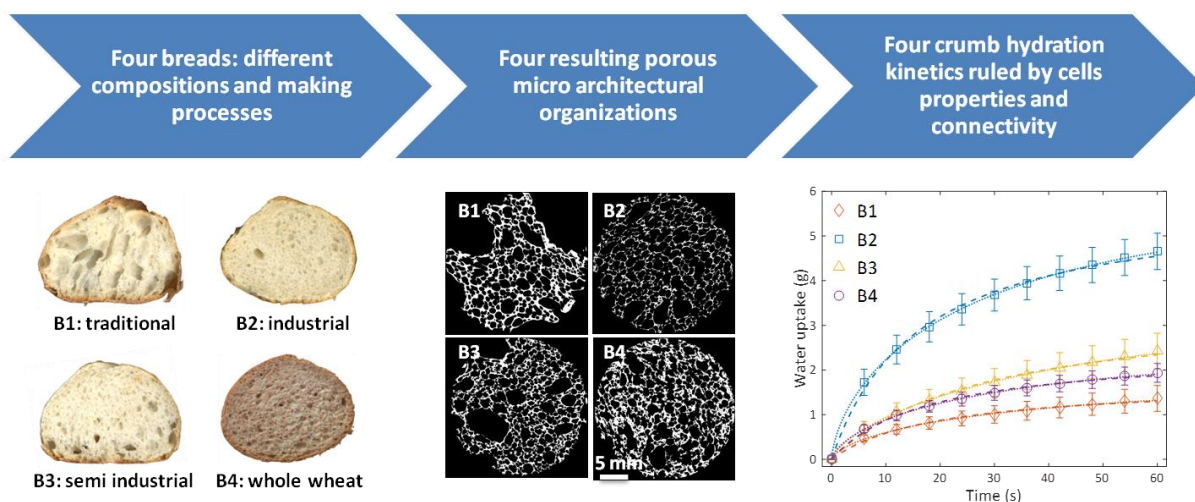 Four breads: different
compositions and making
processes
Four resulting porous
micro architectural
organizations
Four crumb hydration
kinetics ruled by cells
properties and
connectivity
B1: traditional
B2: industrial
B3: semi industrial
B4: whole wheat
B1
B2
B3
B4
5 mm
6
5
4
3
2
1
0
Water uptake (g)
B1
B2
B3
B4
0 10 20 30 40 50 60
Time (s)